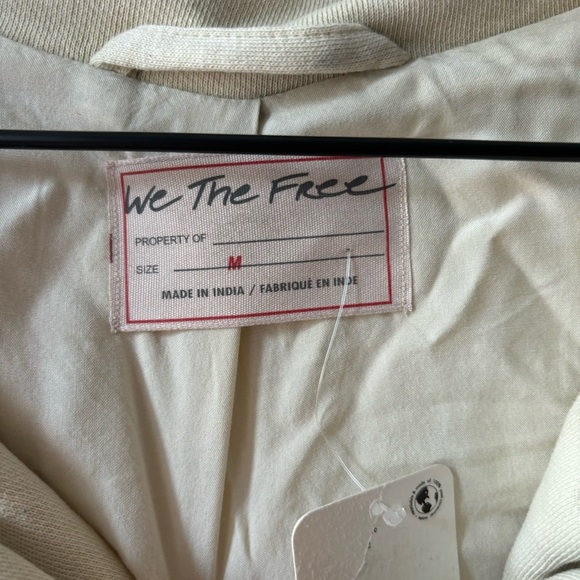 We The Free
PROPERTY OF
SIZE M
MADE IN INDIA / FABRIQUÉ EN INDE